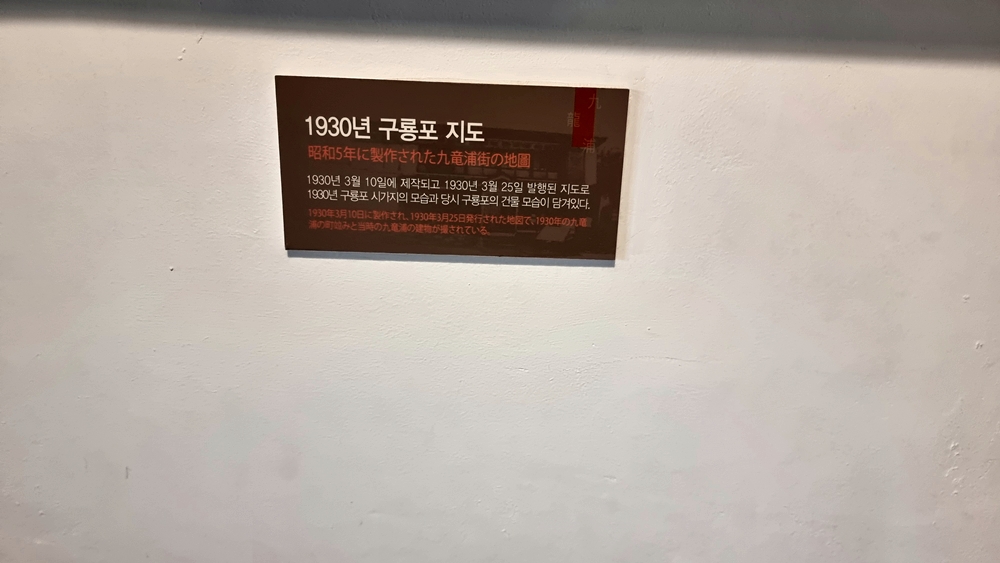 九
龍
浦
1930년 구룡포 지도
昭和5年に製作された九竜浦街の地圖
1930년 3월 10일에 제작되고 1930년 3월 25일 발행된 지도로
1930년 구룡포 시가지의 모습과 당시 구룡포의 건물 모습이 담겨있다.
1930年3月10日に製作され、1930年3月25日発行された地図で、1930年の九竜
浦の町並みと当時の九竜浦の建物が撮されている。